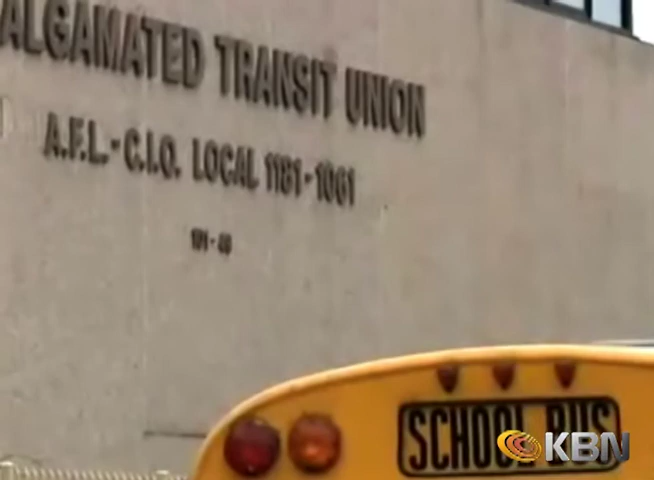 ALGAMATED TRANSIT UNION
A.F.L.-C.I.O. LOCAL 1181-1061
SCHOOL BUS
KBN